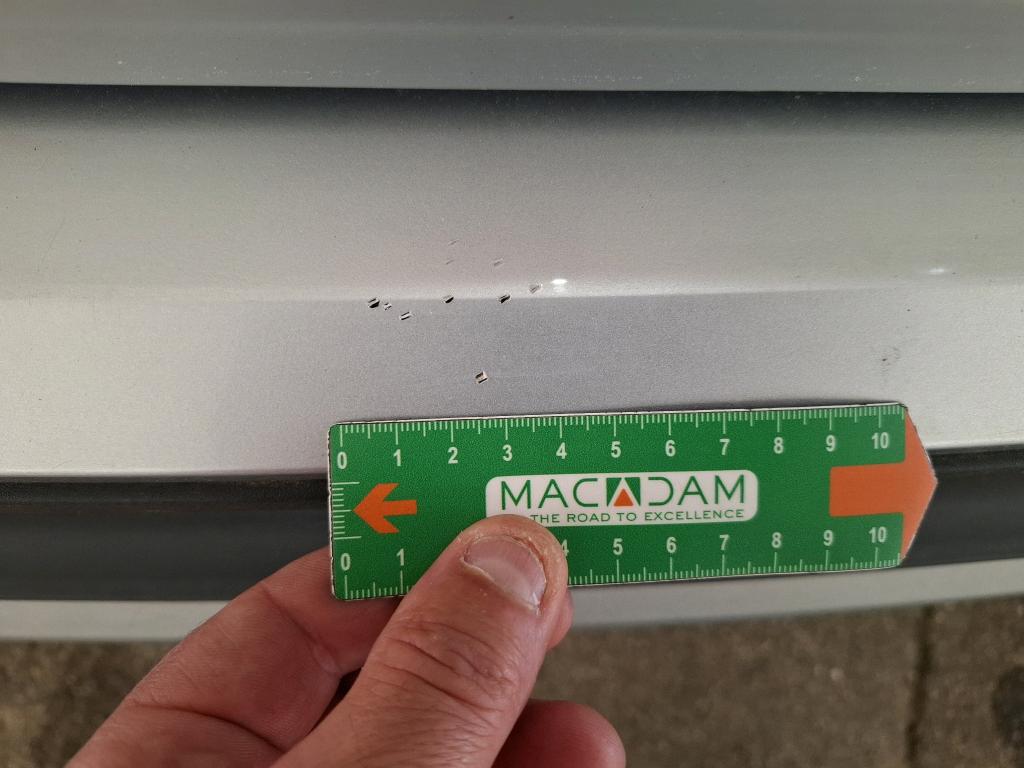 0 1 2 3 4 5 6 7 8 9 10
MACADAM
THE ROAD TO EXCELLENCE
0 1 4 5 6 7 8 9 10